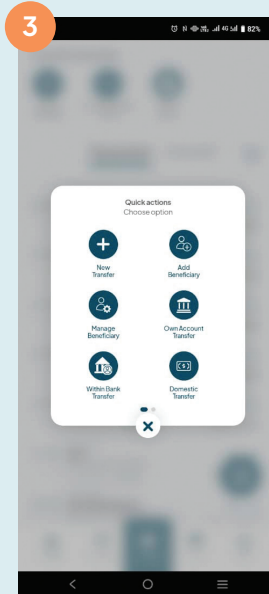 3
4G
82%
Quick actions
Choose option
New
Transfer
Add
Beneficiary
Manage
Beneficiary
Own Account
Transfer
Within Bank
Transfer
Domestic
Transfer